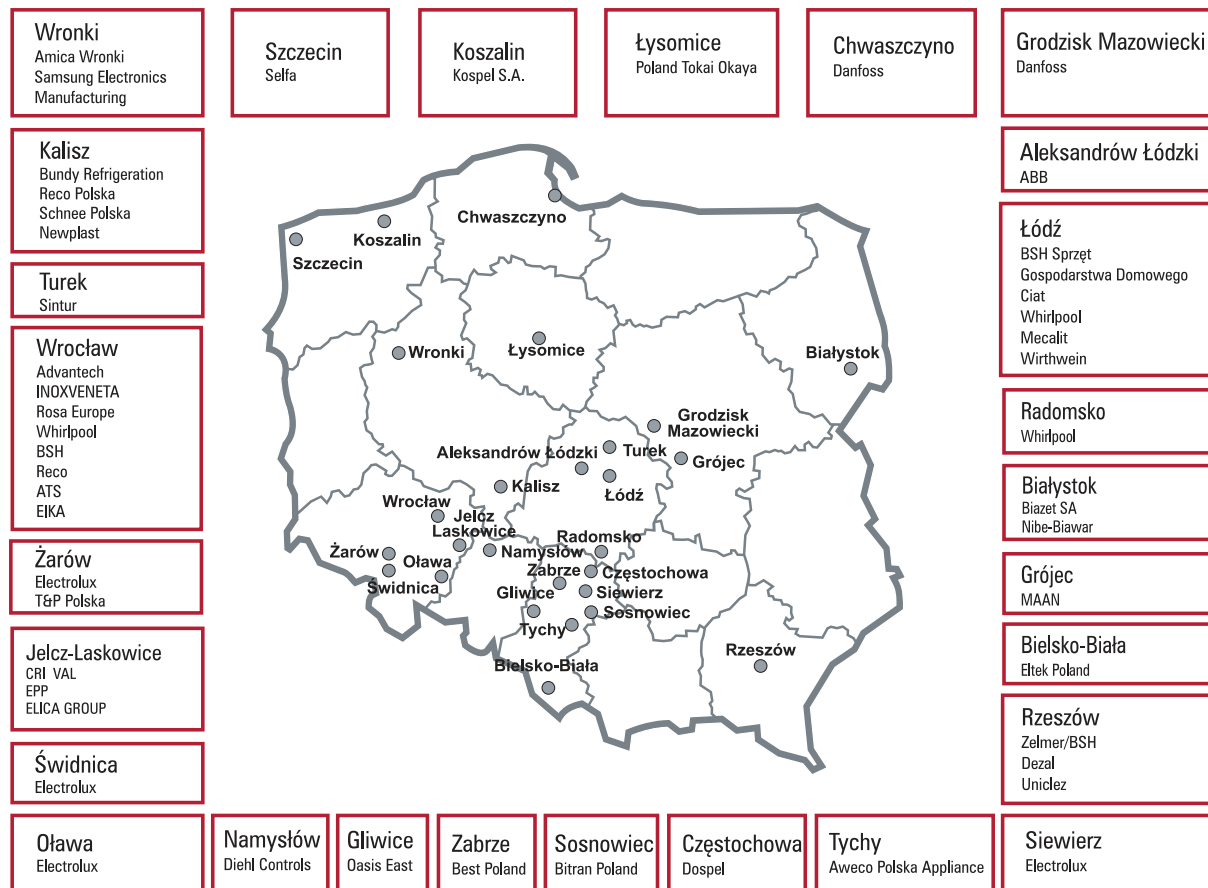 Wronki
Amica Wronki
Samsung Electronics
Manufacturing
Szczecin
Selfa
Koszalin
Kospel S.A.
Łysomice
Poland Tokai Okaya
Chwaszczyno
Danfoss
Grodzisk Mazowiecki
Danfoss
Kalisz
Bundy Refrigeration
Reco Polska
Schnee Polska
Newplast
Turek
Sintur
Wrocław
Advantech
INOXVENETA
Rosa Europe
Whirlpool
BSH
Reco
ATS
EJKA
Żarów
Electrolux
T&P Polska
Jelcz-Laskowice
CRI VAL
EPP
ELICA GROUP
Świdnica
Electrolux
Chwaszczyno
Koszalin
Szczecin
Wronki
Łysomice
Białystok
Grodzisk
Mazowiecki
Aleksandrów Łódzki
Turek
Grójec
Kalisz
Łódź
Wrocław
Jelcz
Laskowice
Radomsko
Żarów
Oława
Namysłów
Zabrze
Częstochowa
Świdnica
Gliwice
Siewierz
Sosnowiec
Tychy
Rzeszów
Bielsko-Biała
Aleksandrów Łódzki
ABB
Łódź
BSH Sprzęt
Gospodarstwa Domowego
Ciat
Whirlpool
Mecalit
Wirthwein
Radomsko
Whirlpool
Białystok
Biazet SA
Nibe-Biawar
Grójec
MAAN
Bielsko-Biała
Eltek Poland
Rzeszów
Zelmer/BSH
Dezal
Uniclez
Oława
Electrolux
Namysłów
Diehl Controls
Gliwice
Oasis East
Zabrze
Best Poland
Sosnowiec
Bitran Poland
Częstochowa
Dospel
Tychy
Aweco Polska Appliance
Siewierz
Electrolux